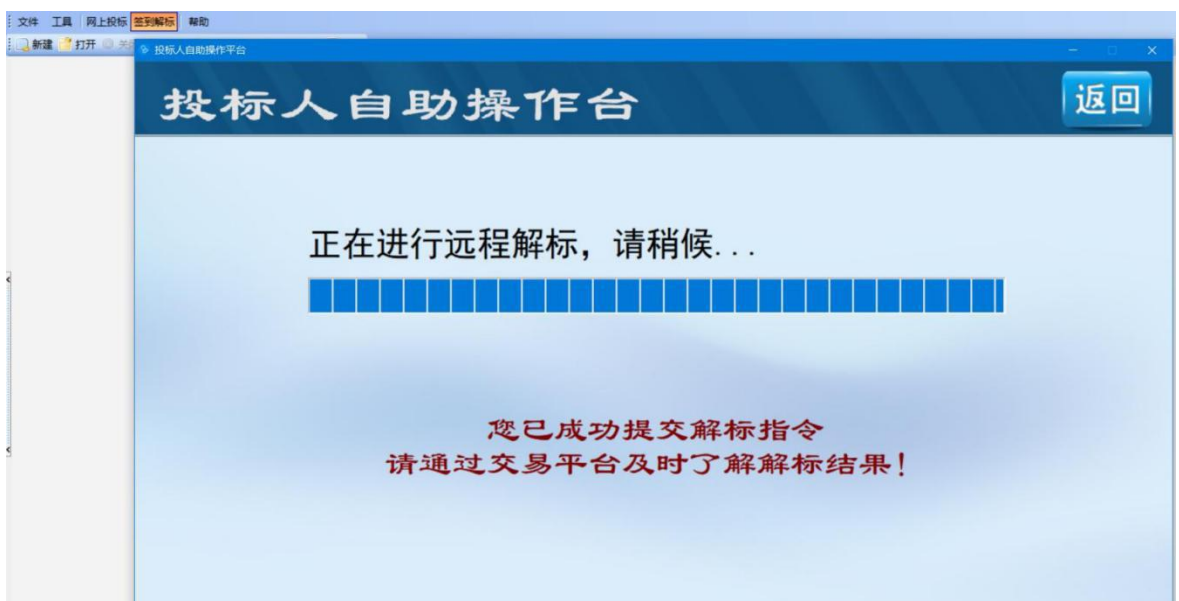 文件 工具 网上投标 签到解标 帮助
新建 打开
投标人自助操作平台
投标人自助操作台
返回
正在进行远程解标，请稍候...
您已成功提交解标指令
请通过交易平台及时了解解标结果！